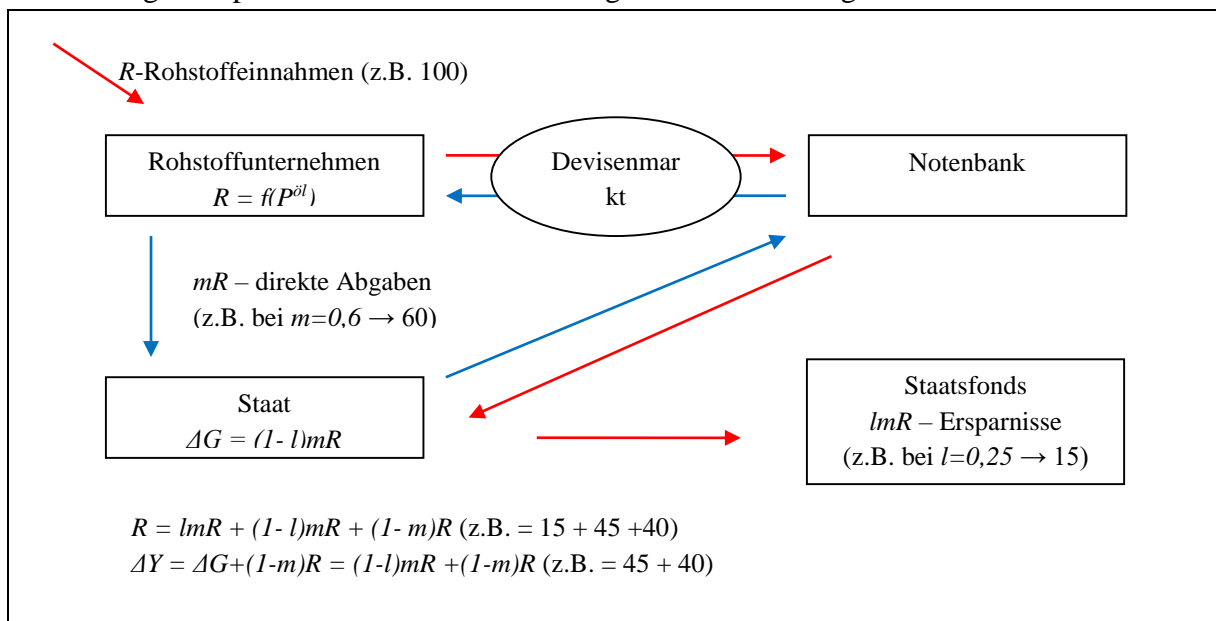 R-Rohstoffeinnahmen (z.B. 100)
Rohstoffunternehmen
R = f(P^öl)
Devisenmar
kt
Notenbank
mR – direkte Abgaben
(z.B. bei m=0,6 → 60)
Staat
ΔG = (1- l)mR
Staatsfonds
lmR – Ersparnisse
(z.B. bei l=0,25 → 15)
R = lmR + (1- l)mR + (1- m)R (z.B. = 15 + 45 +40)
ΔY = ΔG+(1-m)R = (1-l)mR +(1-m)R (z.B. = 45 + 40)